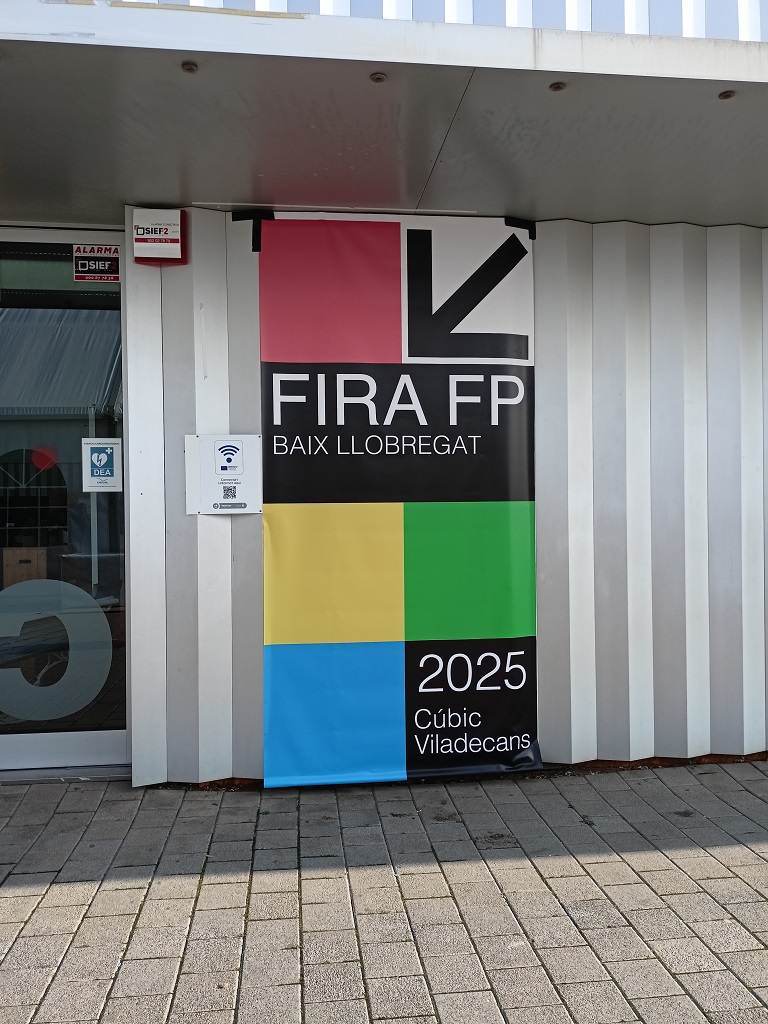 SIEF2
ALARMA
SIEF
DEA
FIRA FP
BAIX LLOBREGAT
2025
Cúbic
Viladecans